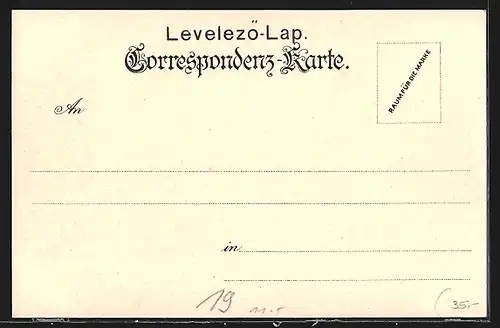 Levelező-Lap.
Correspondenz-Karte.
RAUM FÜR DIE MARKE
An
in
19
35.-